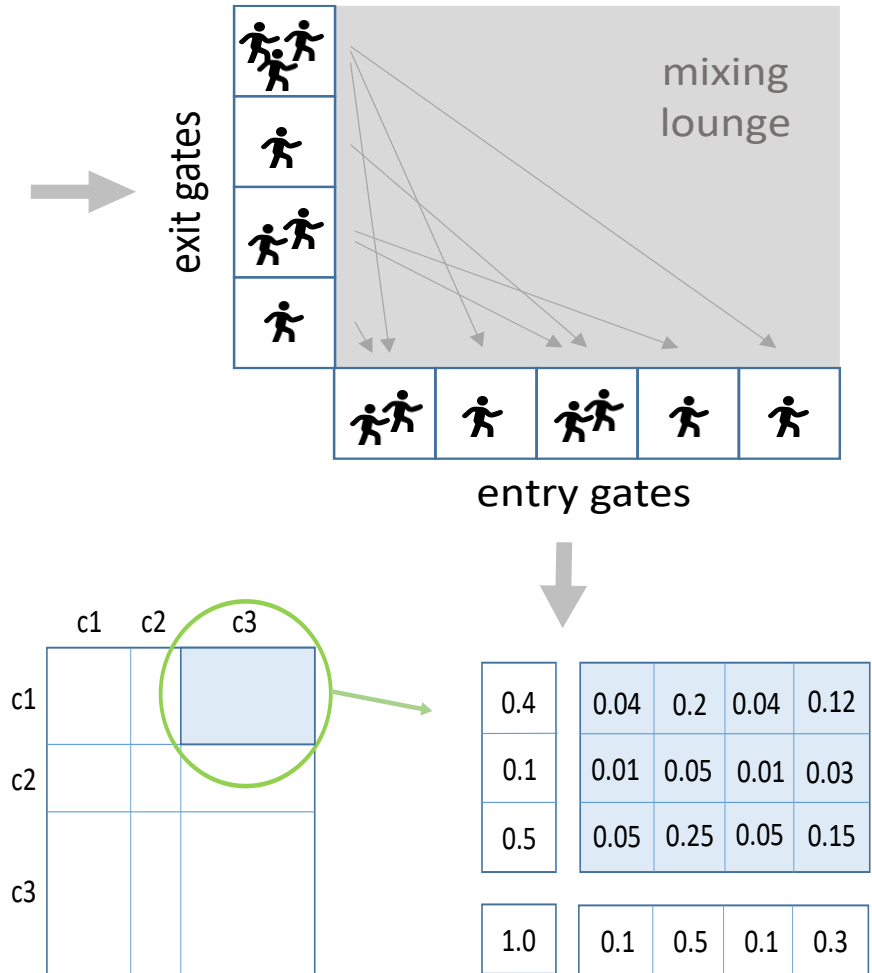 mixing
lounge
exit gates
entry gates
c1 c2 c3
c1
c2
c3
0.4 0.04 0.2 0.04 0.12
0.1 0.01 0.05 0.01 0.03
0.5 0.05 0.25 0.05 0.15
1.0 0.1 0.5 0.1 0.3